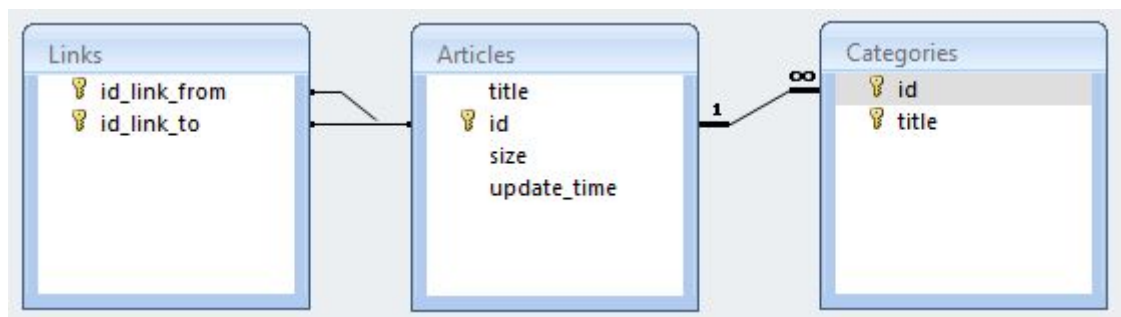 Links
id_link_from
id_link_to
Articles
title
id
size
update_time
1
∞
Categories
id
title